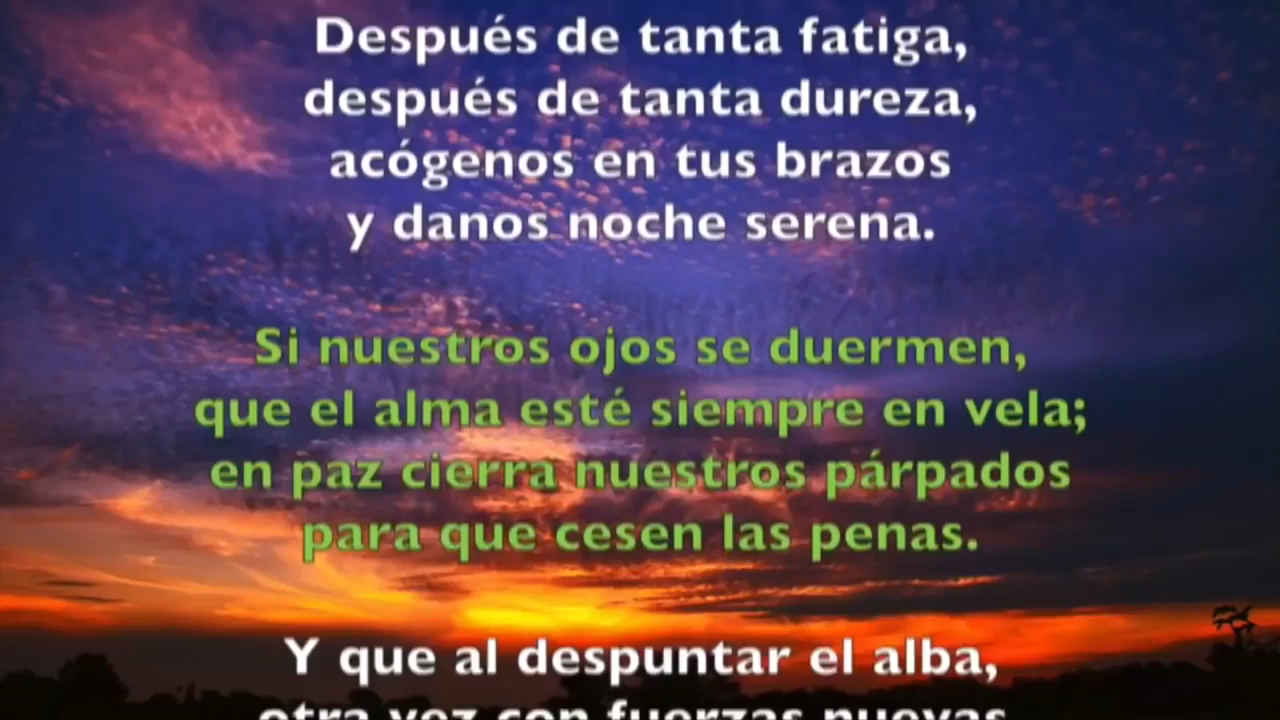 Después de tanta fatiga,
después de tanta dureza,
acógenos en tus brazos
y danos noche serena.
Si nuestros ojos se duermen,
que el alma esté siempre en vela;
en paz cierra nuestros párpados
para que cesen las penas.
Y que al despuntar el alba,
otra vez con fuerzas nuevas